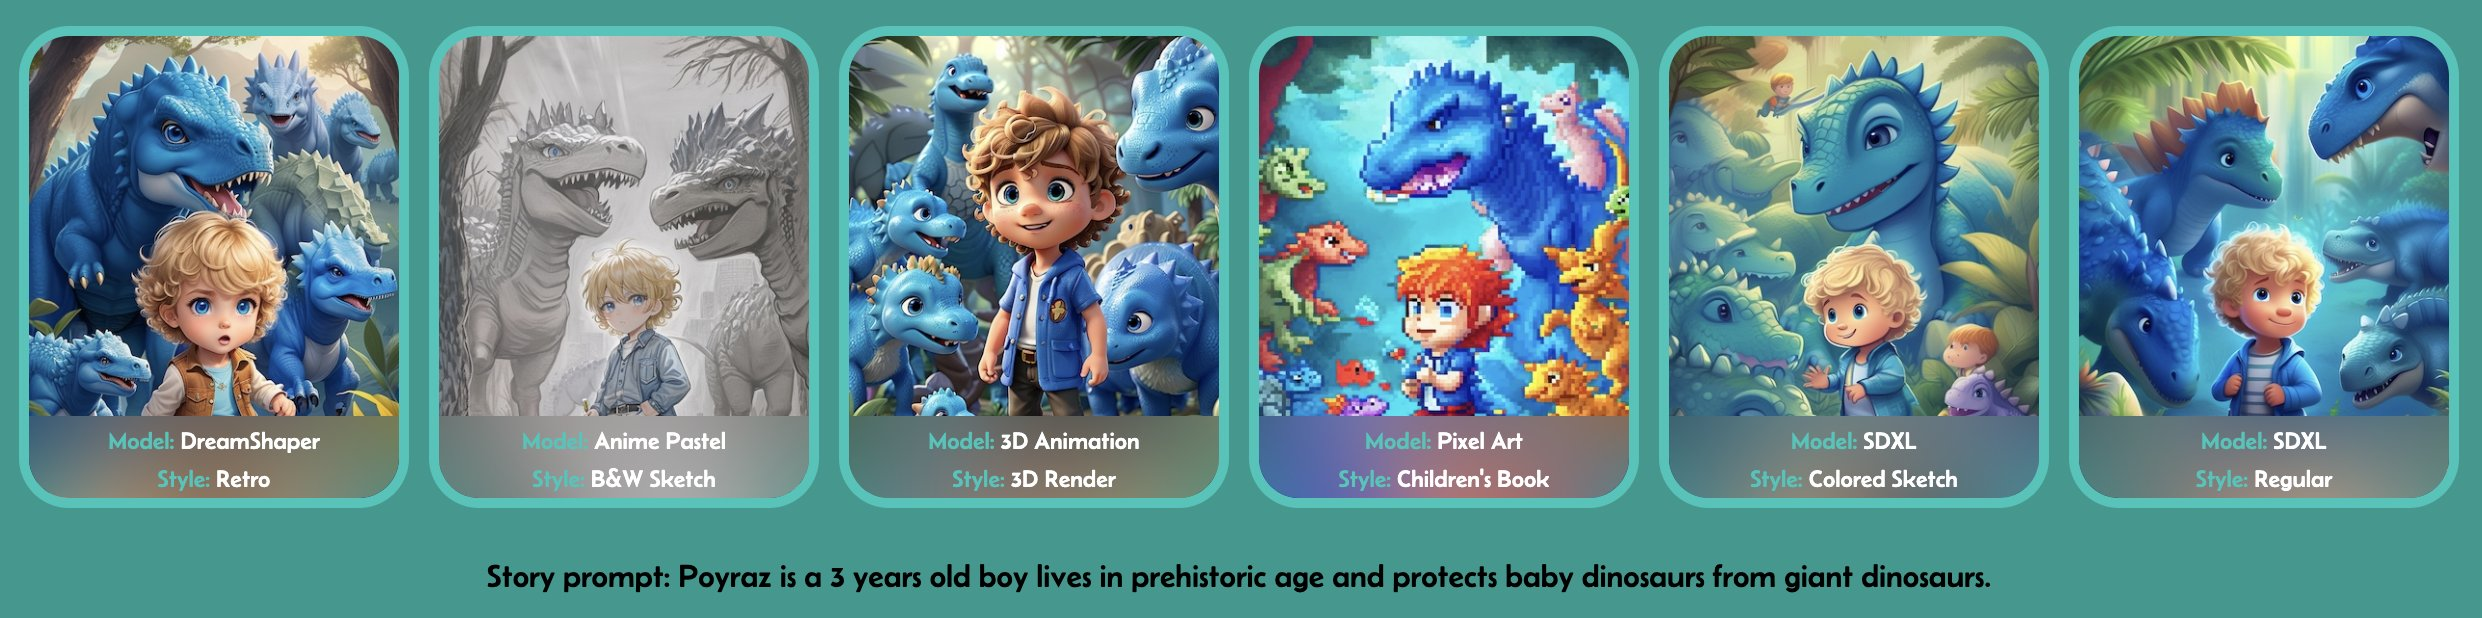 Model: DreamShaper
Style: Retro
Model: Anime Pastel
Style: B&W Sketch
Model: 3D Animation
Style: 3D Render
Model: Pixel Art
Style: Children's Book
Model: SDXL
Style: Colored Sketch
Model: SDXL
Style: Regular
Story prompt: Poyraz is a 3 years old boy lives in prehistoric age and protects baby dinosaurs from giant dinosaurs.